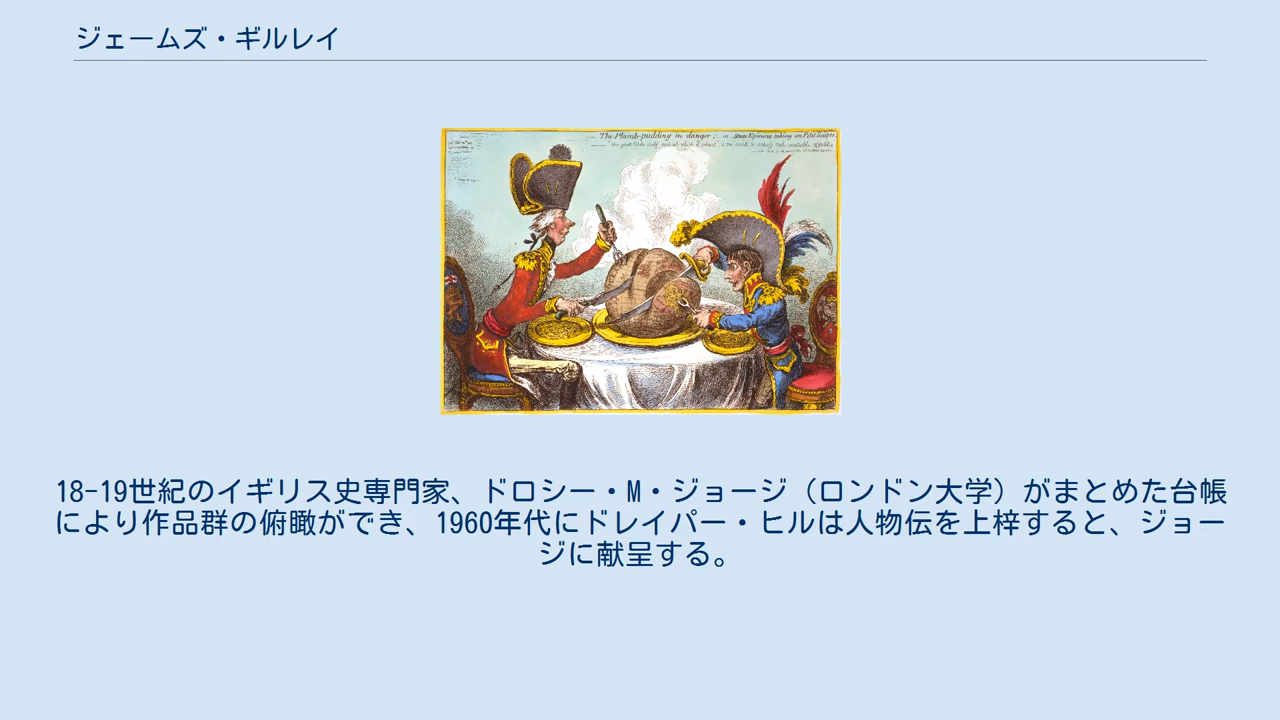 ジェームズ・ギルレイ
The Plumb-pudding in danger;
18-19世紀のイギリス史専門家、ドロシー・M・ジョージ（ロンドン大学）がまとめた台帳
により作品群の俯瞰ができ、1960年代にドレイパー・ヒルは人物伝を上梓すると、ジョー
ジに献呈する。